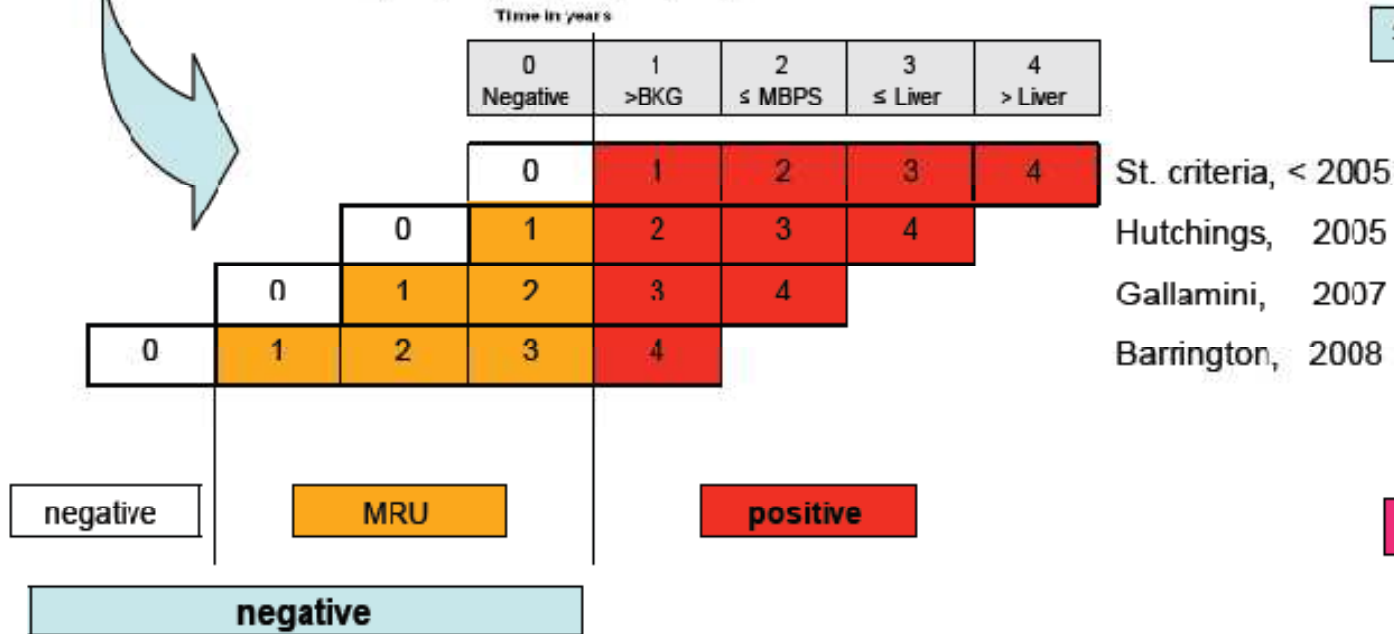 Time in years
0 1 2 3 4
Negative >BKG ≤ MBPS ≤ Liver > Liver
0 1 2 3 4 St. criteria, < 2005
0 1 2 3 4 Hutchings, 2005
0 1 2 3 4 Gallamini, 2007
0 1 2 3 4 Barrington, 2008
negative MRU positive
negative